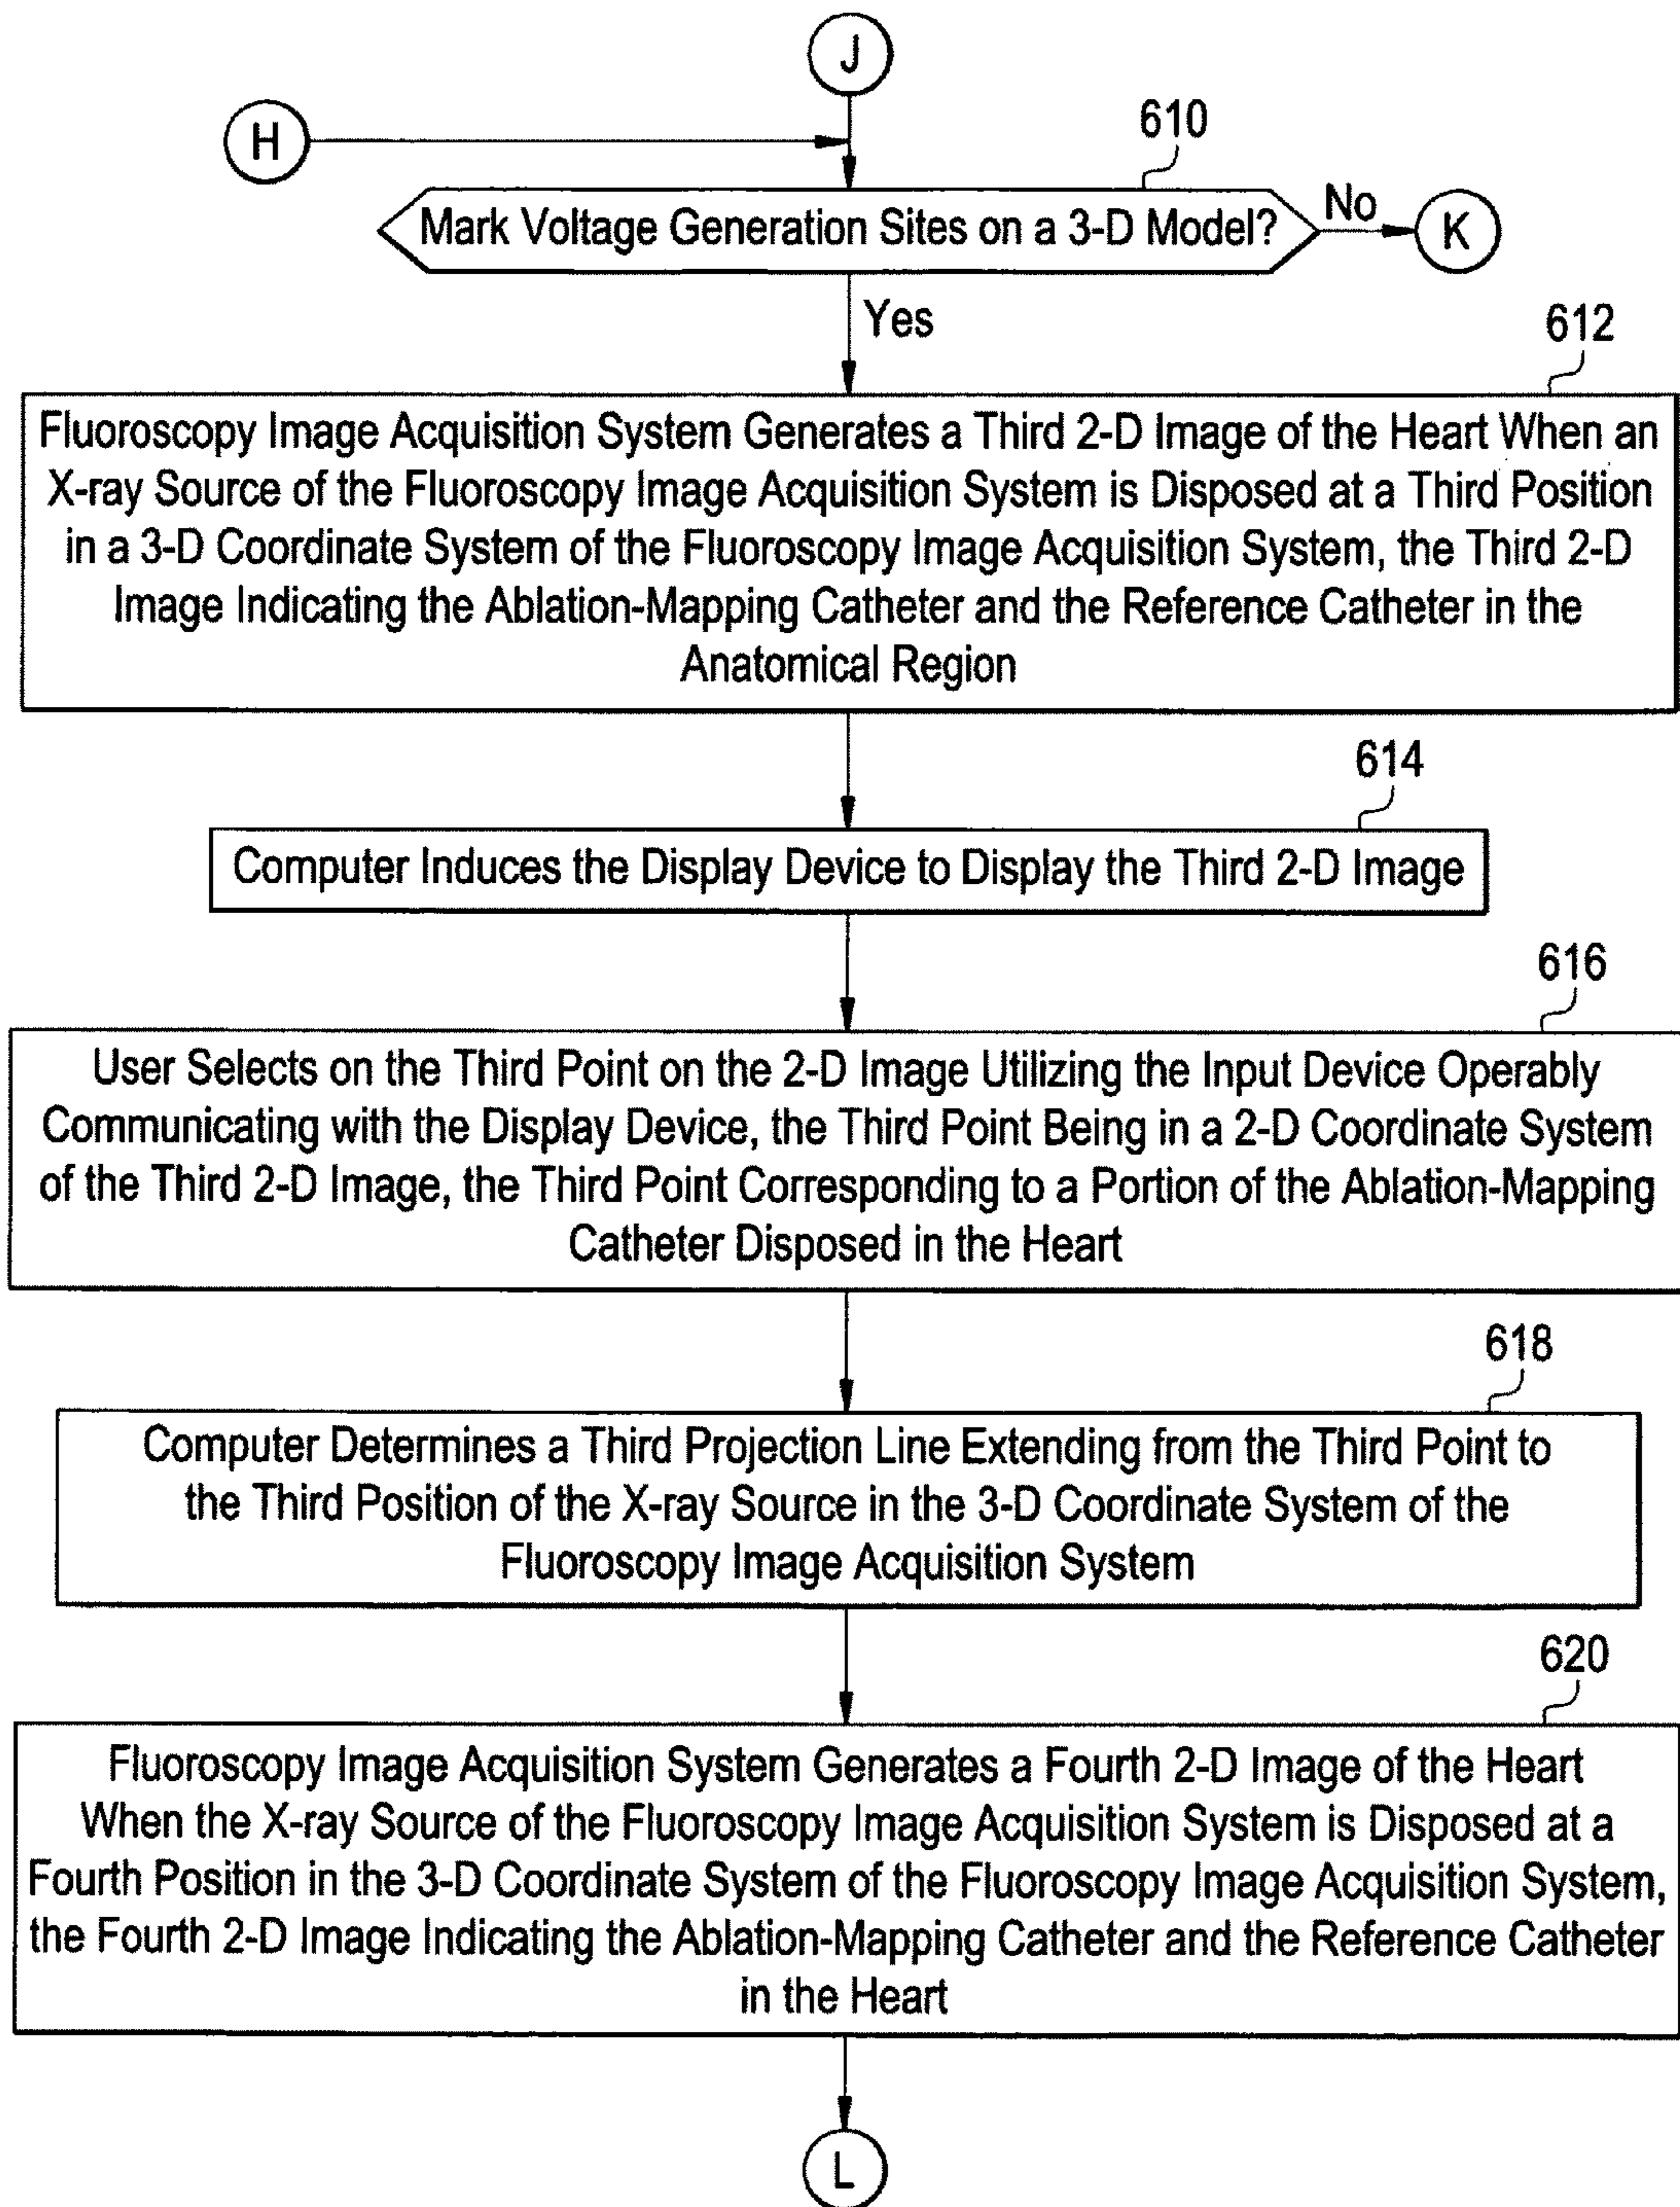 J
H
610
Mark Voltage Generation Sites on a 3-D Model?
No
K
Yes
612
Fluoroscopy Image Acquisition System Generates a Third 2-D Image of the Heart When an
X-ray Source of the Fluoroscopy Image Acquisition System is Disposed at a Third Position
in a 3-D Coordinate System of the Fluoroscopy Image Acquisition System, the Third 2-D
Image Indicating the Ablation-Mapping Catheter and the Reference Catheter in the
Anatomical Region
614
Computer Induces the Display Device to Display the Third 2-D Image
616
User Selects on the Third Point on the 2-D Image Utilizing the Input Device Operably
Communicating with the Display Device, the Third Point Being in a 2-D Coordinate System
of the Third 2-D Image, the Third Point Corresponding to a Portion of the Ablation-Mapping
Catheter Disposed in the Heart
618
Computer Determines a Third Projection Line Extending from the Third Point to
the Third Position of the X-ray Source in the 3-D Coordinate System of the
Fluoroscopy Image Acquisition System
620
Fluoroscopy Image Acquisition System Generates a Fourth 2-D Image of the Heart
When the X-ray Source of the Fluoroscopy Image Acquisition System is Disposed at a
Fourth Position in the 3-D Coordinate System of the Fluoroscopy Image Acquisition System,
the Fourth 2-D Image Indicating the Ablation-Mapping Catheter and the Reference Catheter
in the Heart
L